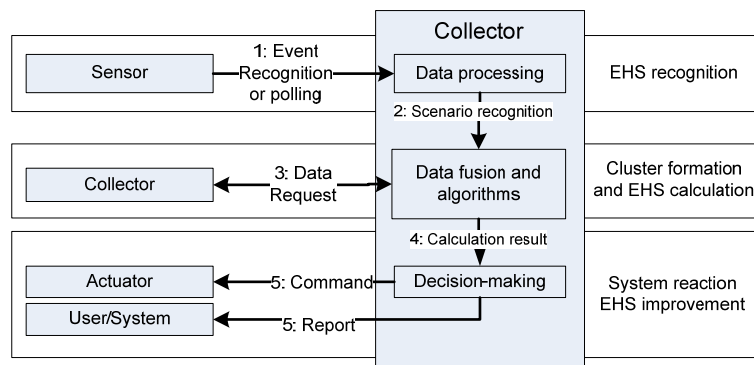 Collector
Sensor
1: Event
Recognition
or polling
Data processing
EHS recognition
2: Scenario recognition
Collector
3: Data
Request
Data fusion and
algorithms
Cluster formation
and EHS calculation
4: Calculation result
Actuator
5: Command
Decision-making
System reaction
EHS improvement
User/System
5: Report